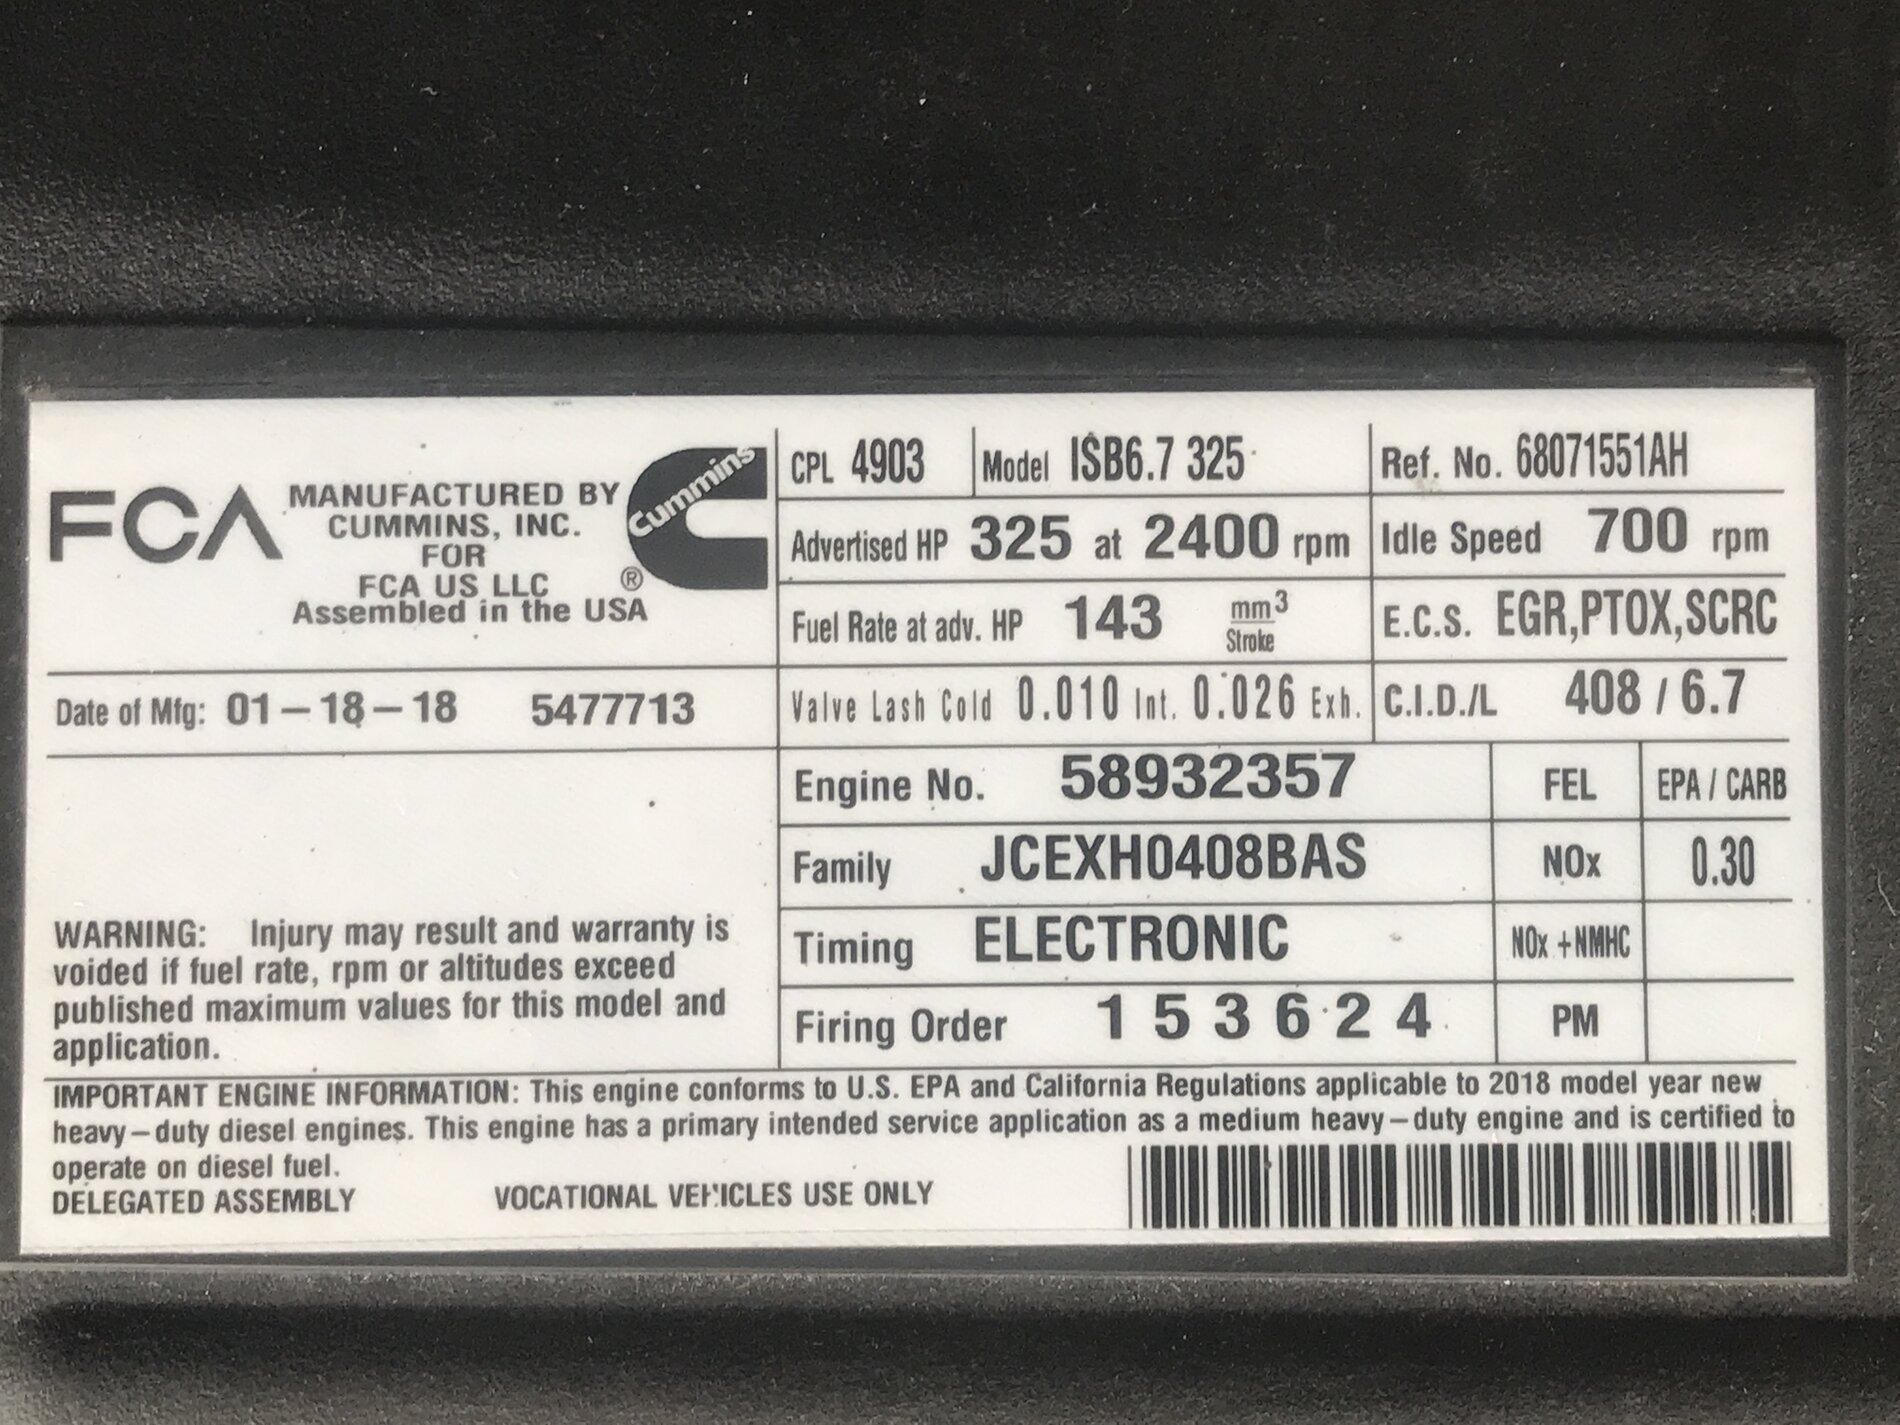 FCA
MANUFACTURED BY
CUMMINS, INC.
FOR
FCA US LLC
Assembled in the USA
Cummins
®
CPL 4903 Model ISB6.7 325 Ref. No. 68071551AH
Advertised HP 325 at 2400 rpm Idle Speed 700 rpm
Fuel Rate at adv. HP 143 mm3 Stroke E.C.S. EGR,PTOX,SCRC
Date of Mfg: 01-18-18 5477713
Valve Lash Cold 0.010 Int. 0.026 Exh. C.I.D./L 408 / 6.7
Engine No. 58932357 FEL EPA / CARB
Family JCEXH0408BAS NOx 0.30
Timing ELECTRONIC NOx +NMHC
Firing Order 1 5 3 6 2 4 PM
WARNING: Injury may result and warranty is
voided if fuel rate, rpm or altitudes exceed
published maximum values for this model and
application.
IMPORTANT ENGINE INFORMATION: This engine conforms to U.S. EPA and California Regulations applicable to 2018 model year new
heavy-duty diesel engines. This engine has a primary intended service application as a medium heavy-duty engine and is certified to
operate on diesel fuel.
DELEGATED ASSEMBLY VOCATIONAL VEHICLES USE ONLY